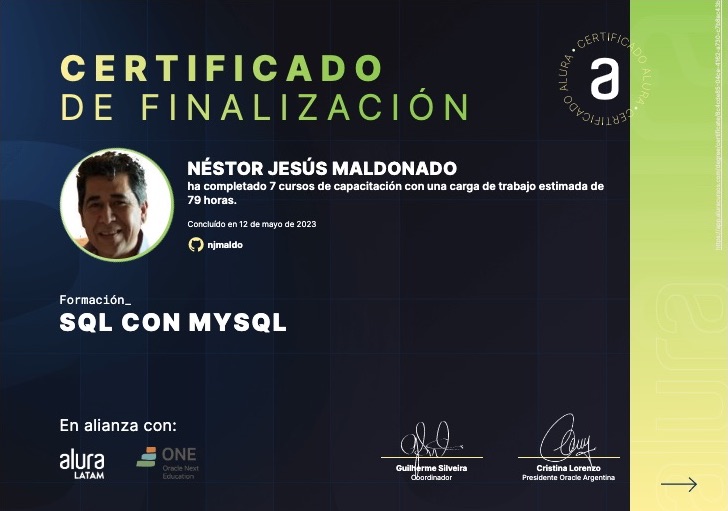 CERTIFICADO
DE FINALIZACIÓN
CERTIFICADO ALURA • CERTIFICADO ALURA •
a
NÉSTOR JESÚS MALDONADO
ha completado 7 cursos de capacitación con una carga de trabajo estimada de
79 horas.
Concluído en 12 de mayo de 2023
njmaldo
Formación_
SQL CON MYSQL
En alianza con:
alura
LATAM
ONE
Oracle Next
Education
Guilherme Silveira
Coordinador
Cristina Lorenzo
Presidente Oracle Argentina
alura